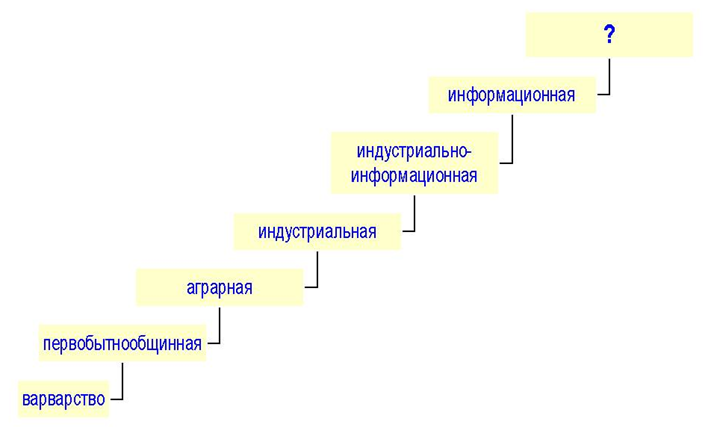 ?
информационная
индустриально-
информационная
индустриальная
аграрная
первобытнообщинная
варварство